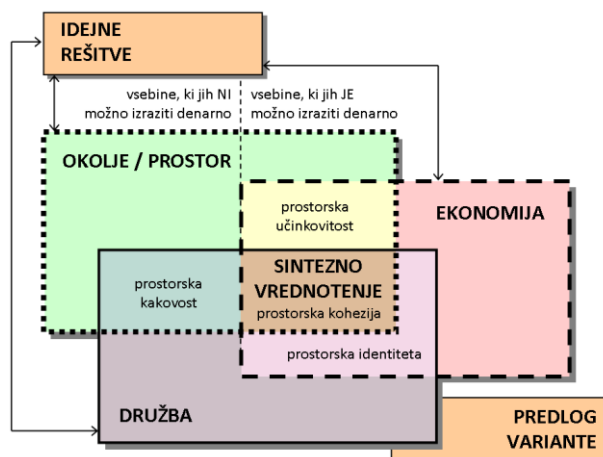 IDEJNE
REŠITVE
vsebine, ki jih NI
možno izraziti denarno
vsebine, ki jih JE
možno izraziti denarno
OKOLJE / PROSTOR
prostorska
učinkovitost
EKONOMIJA
prostorska
kakovost
SINTEZNO
VREDNOTENJE
prostorska kohezija
prostorska identiteta
DRUŽBA
PREDLOG
VARIANTE